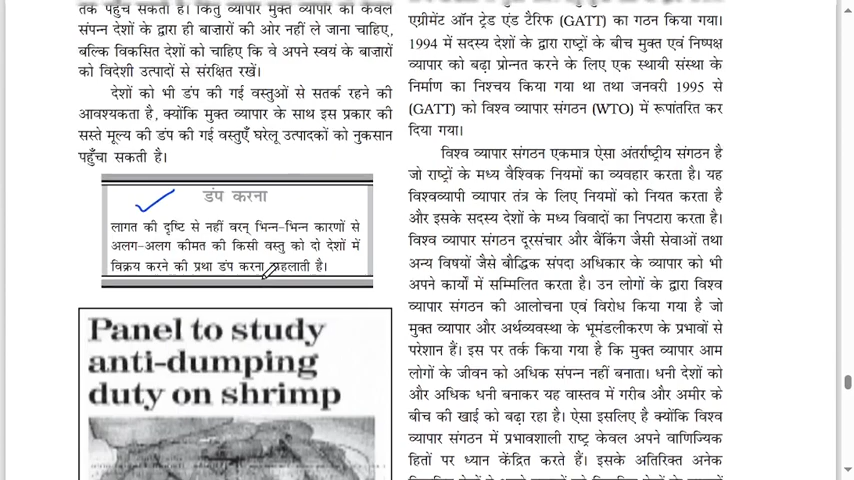 तक पहुँच सकती है। किंतु व्यापार मुक्त व्यापार को केवल
संपन्न देशों के द्वारा ही बाज़ारों की ओर नहीं ले जाना चाहिए,
बल्कि विकसित देशों को चाहिए कि वे अपने स्वयं के बाज़ारों
को विदेशी उत्पादों से संरक्षित रखें।
देशों को भी डंप की गई वस्तुओं से सतर्क रहने की
आवश्यकता है, क्योंकि मुक्त व्यापार के साथ इस प्रकार की
सस्ते मूल्य की डंप की गई वस्तुएँ घरेलू उत्पादकों को नुकसान
पहुँचा सकती है।
डंप करना
लागत की दृष्टि से नहीं वरन् भिन्न-भिन्न कारणों से
अलग-अलग कीमत की किसी वस्तु को दो देशों में
विक्रय करने की प्रथा डंप करना कहलाती है।
Panel to study
anti-dumping
duty on shrimp
एग्रीमेंट ऑन ट्रेड एंड टैरिफ (GATT) का गठन किया गया।
1994 में सदस्य देशों के द्वारा राष्ट्रों के बीच मुक्त एवं निष्पक्ष
व्यापार को बढ़ा प्रोन्नत करने के लिए एक स्थायी संस्था के
निर्माण का निश्चय किया गया था तथा जनवरी 1995 से
(GATT) को विश्व व्यापार संगठन (WTO) में रूपांतरित कर
दिया गया।
विश्व व्यापार संगठन एकमात्र ऐसा अंतर्राष्ट्रीय संगठन है
जो राष्ट्रों के मध्य वैश्विक नियमों का व्यवहार करता है। यह
विश्वव्यापी व्यापार तंत्र के लिए नियमों को नियत करता है
और इसके सदस्य देशों के मध्य विवादों का निपटारा करता है।
विश्व व्यापार संगठन दूरसंचार और बैंकिंग जैसी सेवाओं तथा
अन्य विषयों जैसे बौद्धिक संपदा अधिकार के व्यापार को भी
अपने कार्यों में सम्मिलित करता है। उन लोगों के द्वारा विश्व
व्यापार संगठन की आलोचना एवं विरोध किया गया है जो
मुक्त व्यापार और अर्थव्यवस्था के भूमंडलीकरण के प्रभावों से
परेशान हैं। इस पर तर्क किया गया है कि मुक्त व्यापार आम
लोगों के जीवन को अधिक संपन्न नहीं बनाता। धनी देशों को
और अधिक धनी बनाकर यह वास्तव में गरीब और अमीर के
बीच की खाई को बढ़ा रहा है। ऐसा इसलिए है क्योंकि विश्व
व्यापार संगठन में प्रभावशाली राष्ट्र केवल अपने वाणिज्यिक
हितों पर ध्यान केंद्रित करते हैं। इसके अतिरिक्त अनेक